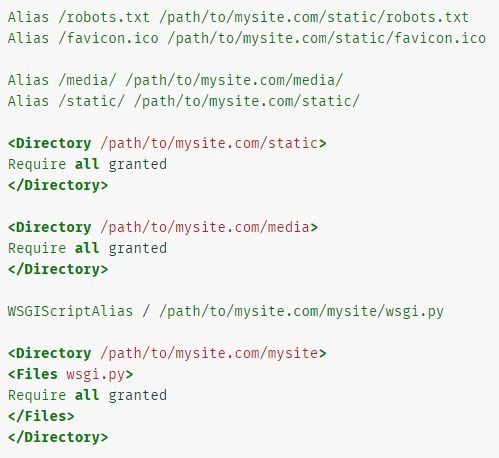 Alias /robots.txt /path/to/mysite.com/static/robots.txt
Alias /favicon.ico /path/to/mysite.com/static/favicon.ico
Alias /media/ /path/to/mysite.com/media/
Alias /static/ /path/to/mysite.com/static/
<Directory /path/to/mysite.com/static>
Require all granted
</Directory>
<Directory /path/to/mysite.com/media>
Require all granted
</Directory>
WSGIScriptAlias / /path/to/mysite.com/mysite/wsgi.py
<Directory /path/to/mysite.com/mysite>
<Files wsgi.py>
Require all granted
</Files>
</Directory>